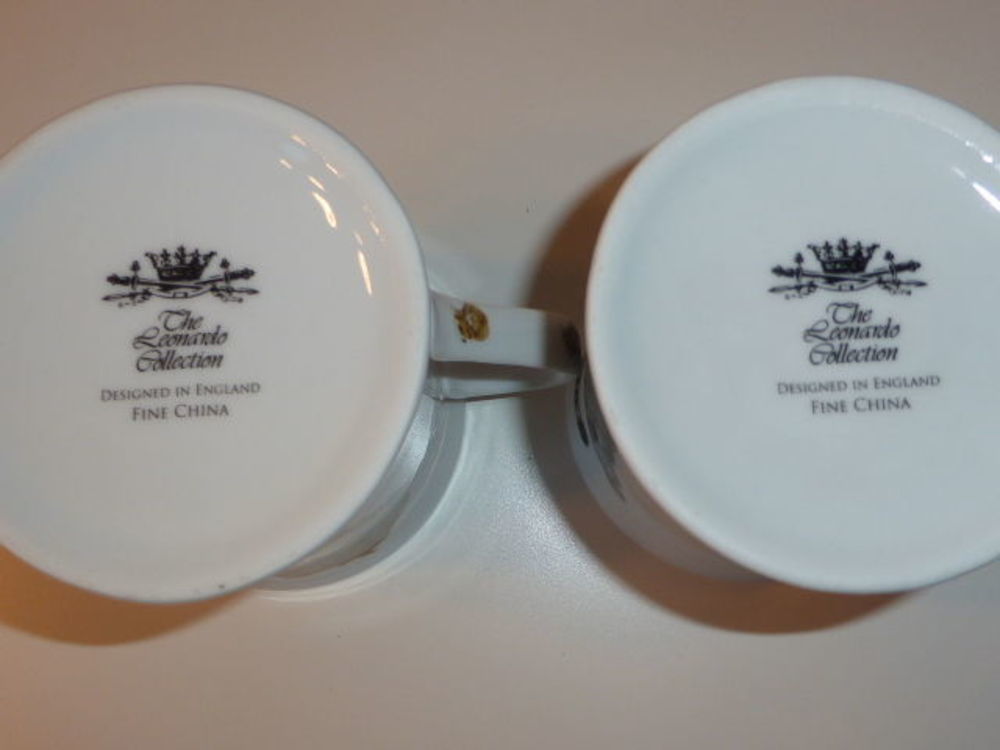 The
Leonardo
Collection
DESIGNED IN ENGLAND
FINE CHINA
The
Leonardo
Collection
DESIGNED IN ENGLAND
FINE CHINA